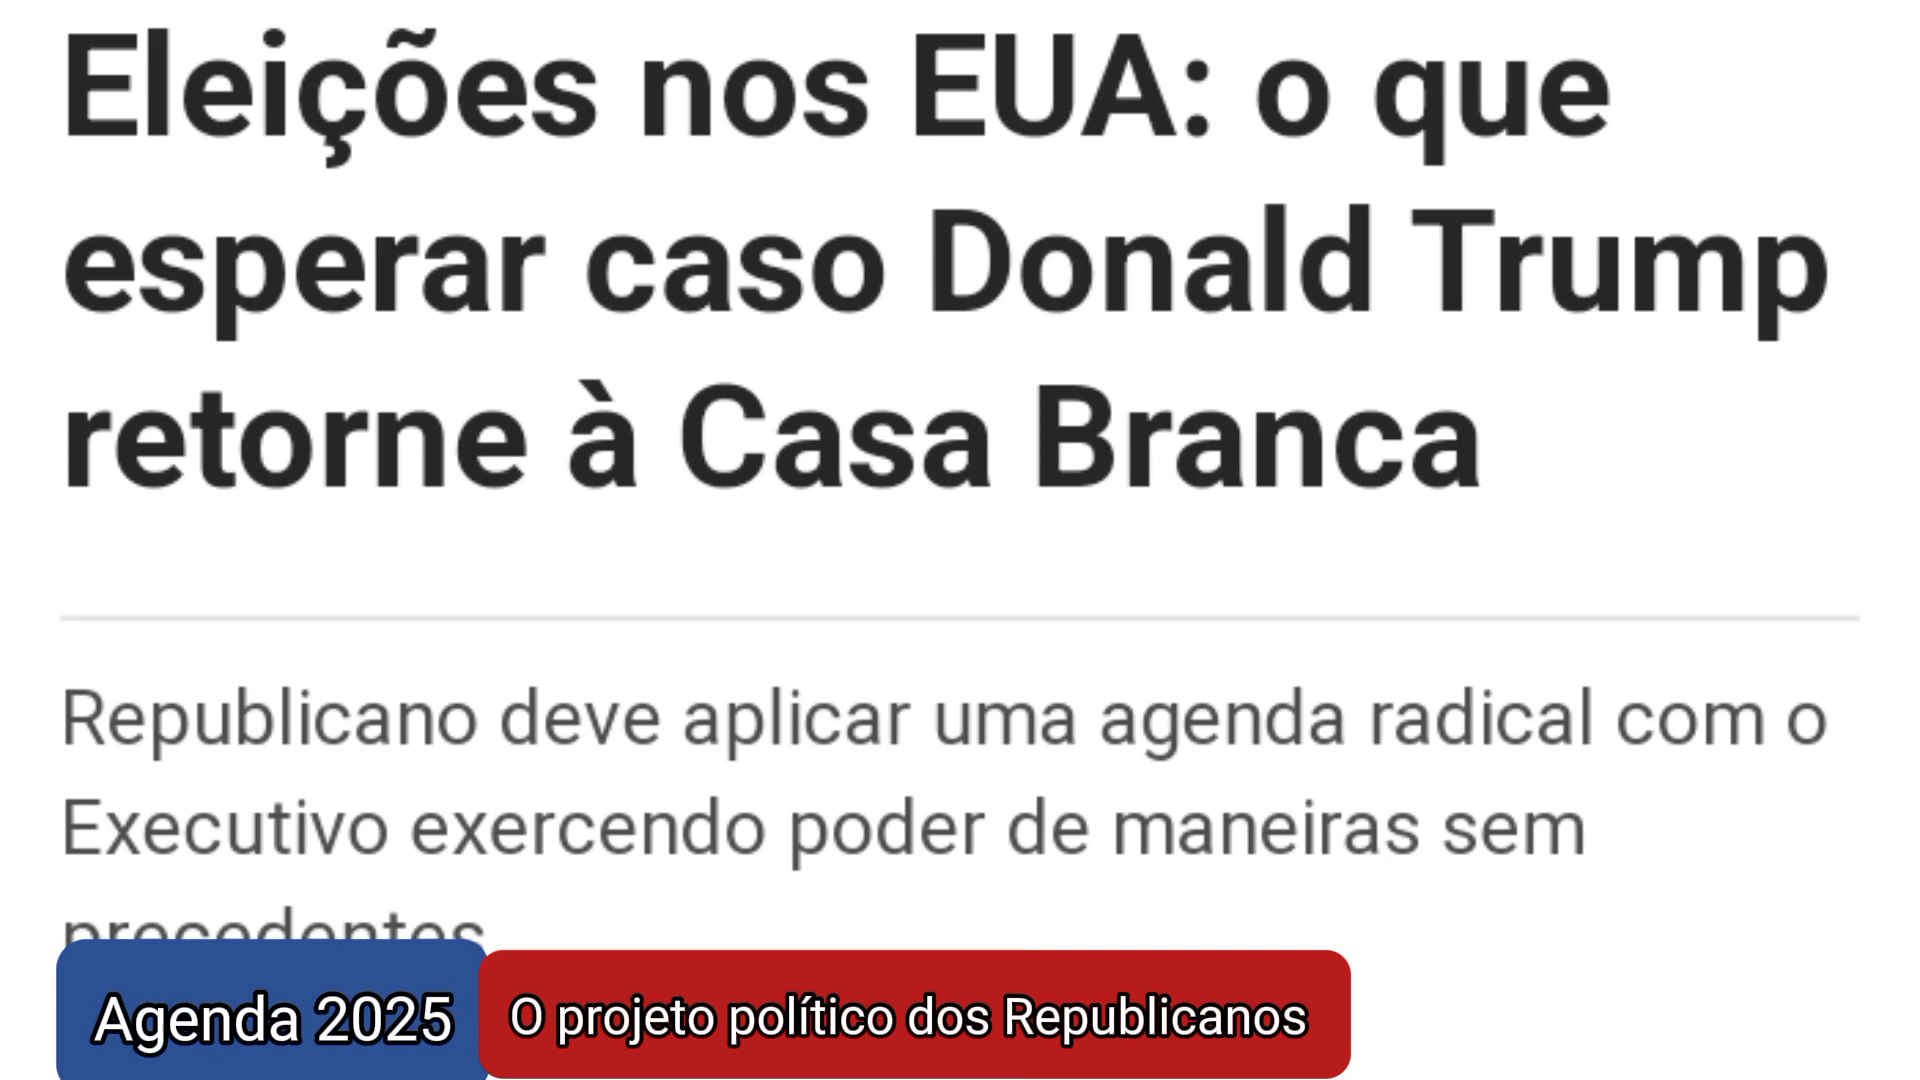 Eleições nos EUA: o que
esperar caso Donald Trump
retorne à Casa Branca
Republicano deve aplicar uma agenda radical com o
Executivo exercendo poder de maneiras sem
precedentes
Agenda 2025
O projeto político dos Republicanos